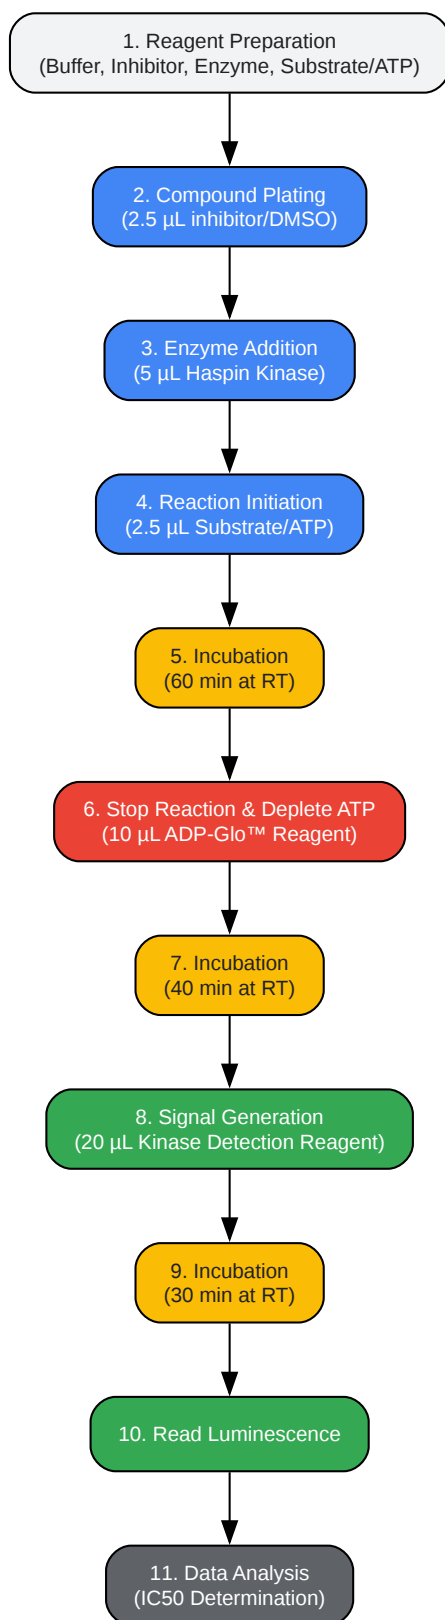 1. Reagent Preparation
(Buffer, Inhibitor, Enzyme, Substrate/ATP)
2. Compound Plating
(2.5 µL inhibitor/DMSO)
3. Enzyme Addition
(5 µL Haspin Kinase)
4. Reaction Initiation
(2.5 µL Substrate/ATP)
5. Incubation
(60 min at RT)
6. Stop Reaction & Deplete ATP
(10 µL ADP-Glo™ Reagent)
7. Incubation
(40 min at RT)
8. Signal Generation
(20 µL Kinase Detection Reagent)
9. Incubation
(30 min at RT)
10. Read Luminescence
11. Data Analysis
(IC50 Determination)